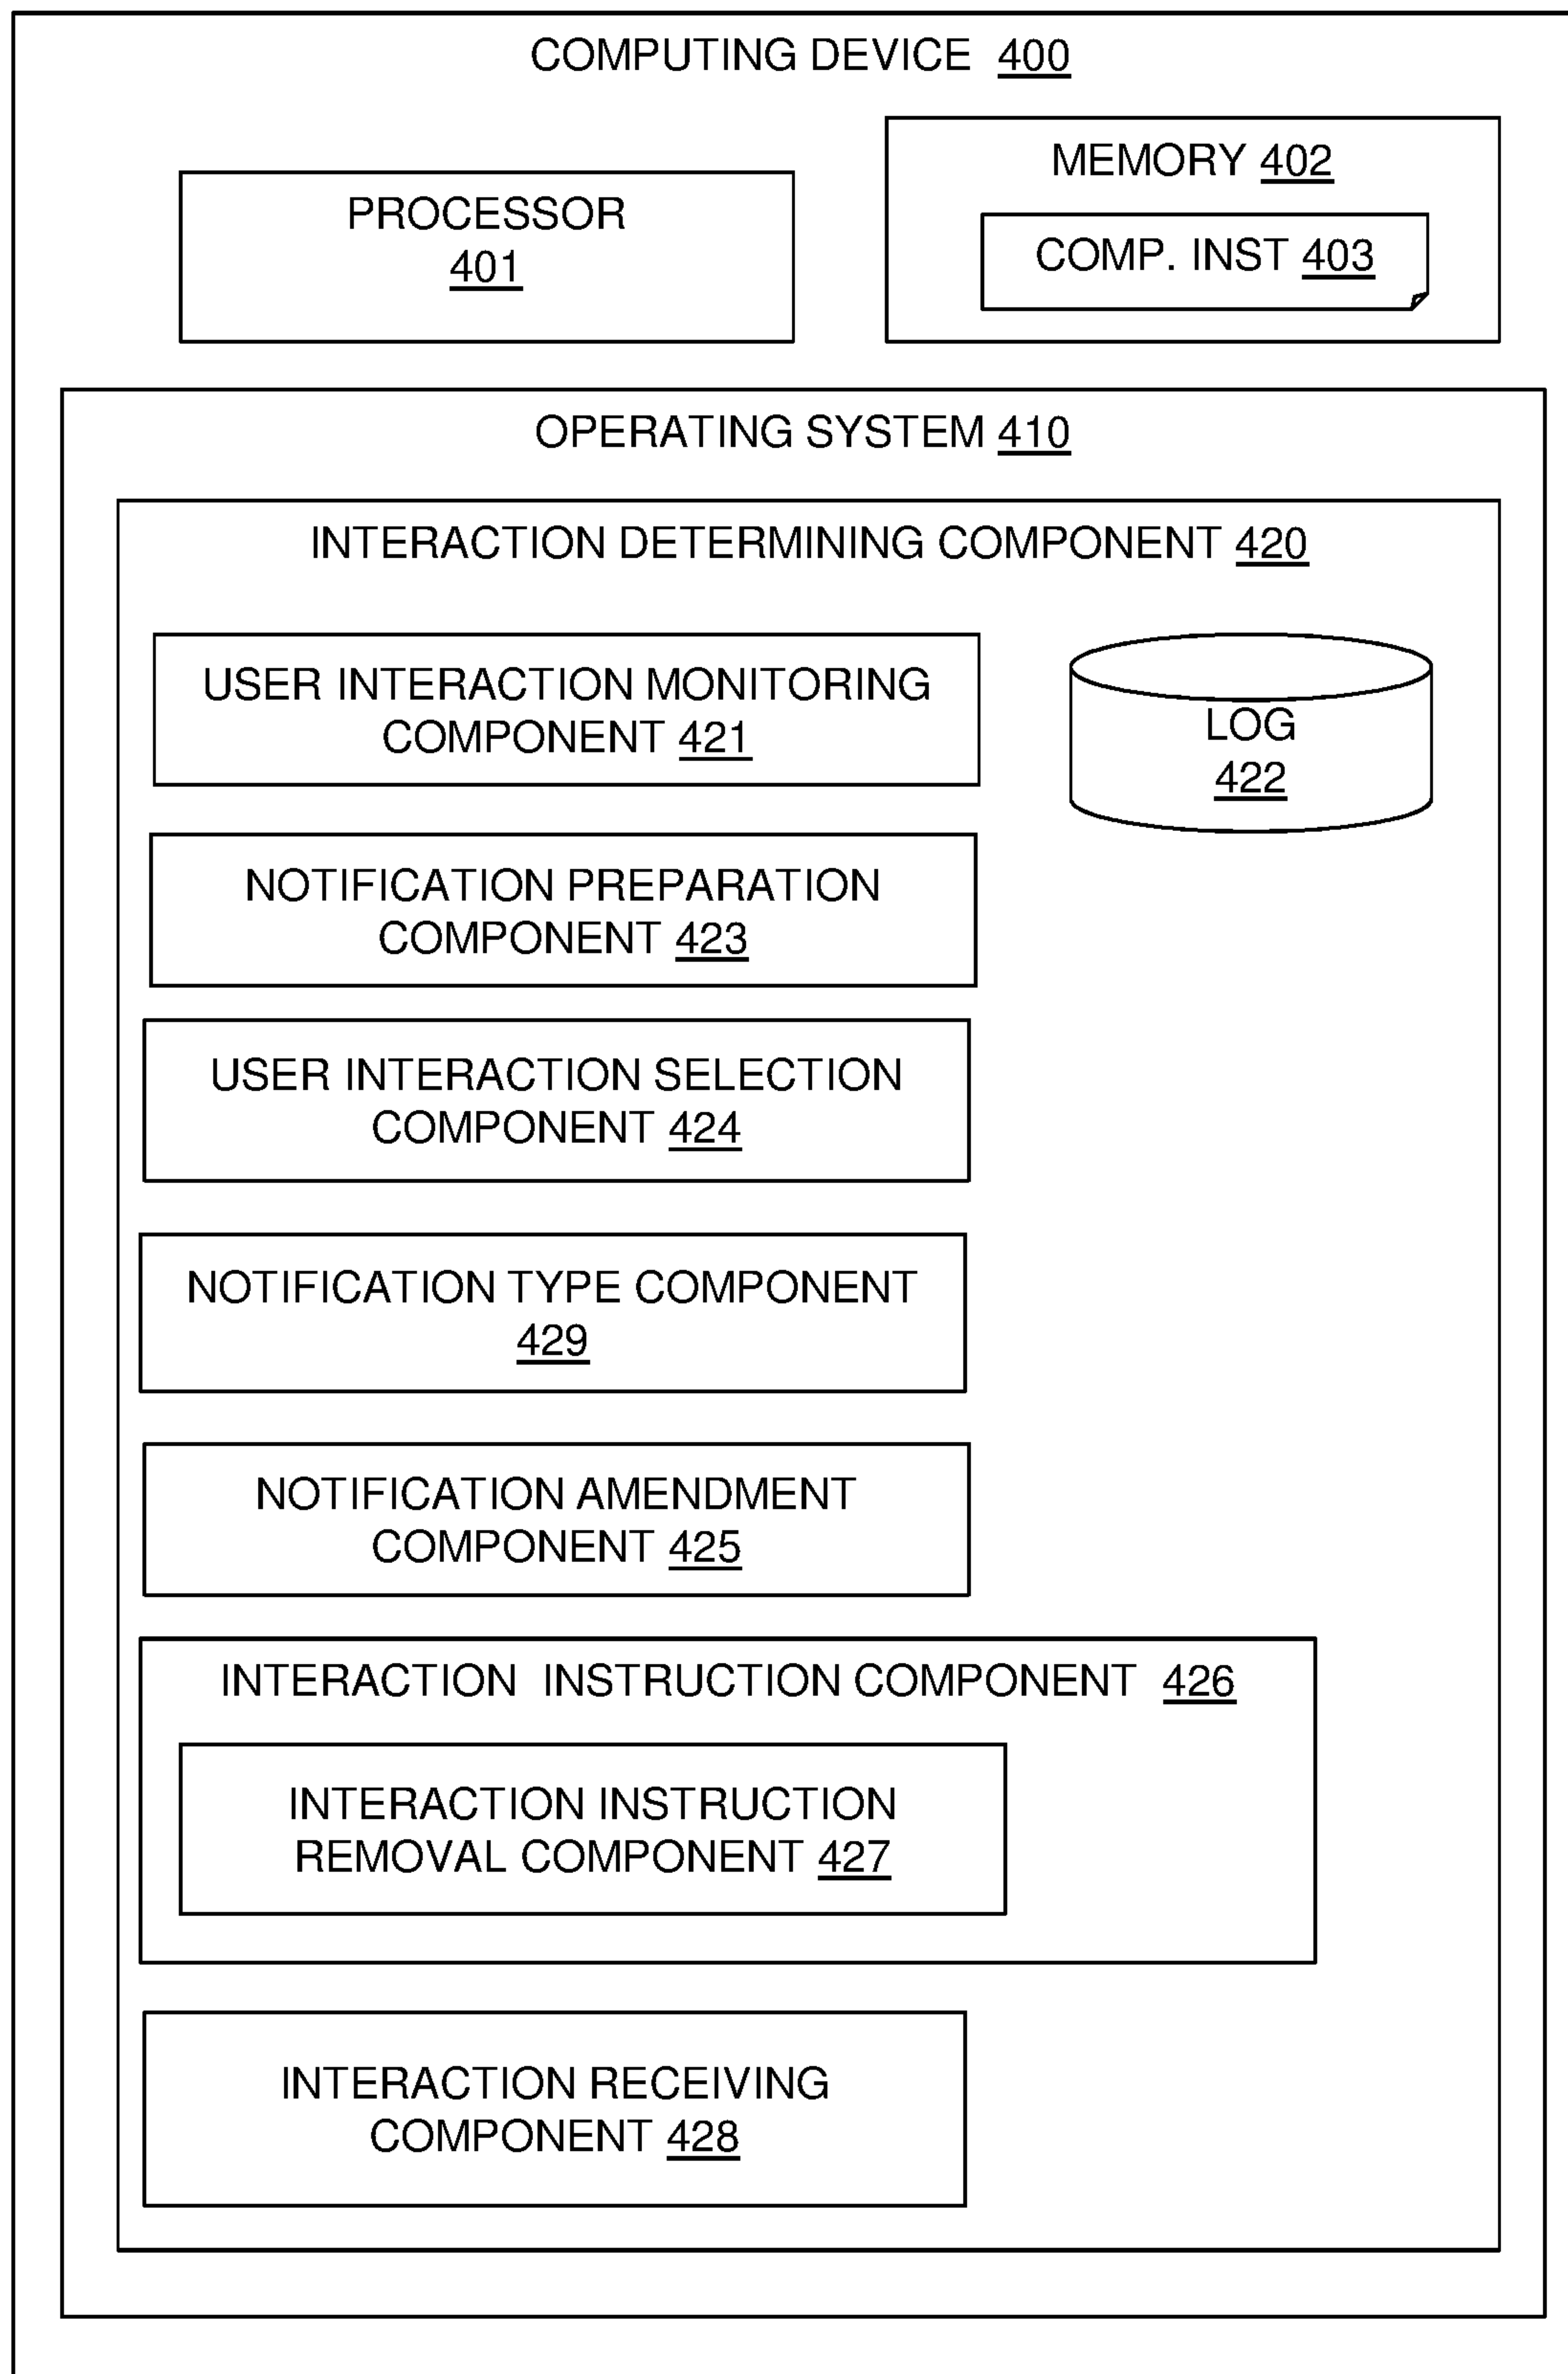 COMPUTING DEVICE 400
PROCESSOR
401
MEMORY 402
COMP. INST 403
OPERATING SYSTEM 410
INTERACTION DETERMINING COMPONENT 420
USER INTERACTION MONITORING
COMPONENT 421
LOG
422
NOTIFICATION PREPARATION
COMPONENT 423
USER INTERACTION SELECTION
COMPONENT 424
NOTIFICATION TYPE COMPONENT
429
NOTIFICATION AMENDMENT
COMPONENT 425
INTERACTION INSTRUCTION COMPONENT 426
INTERACTION INSTRUCTION
REMOVAL COMPONENT 427
INTERACTION RECEIVING
COMPONENT 428